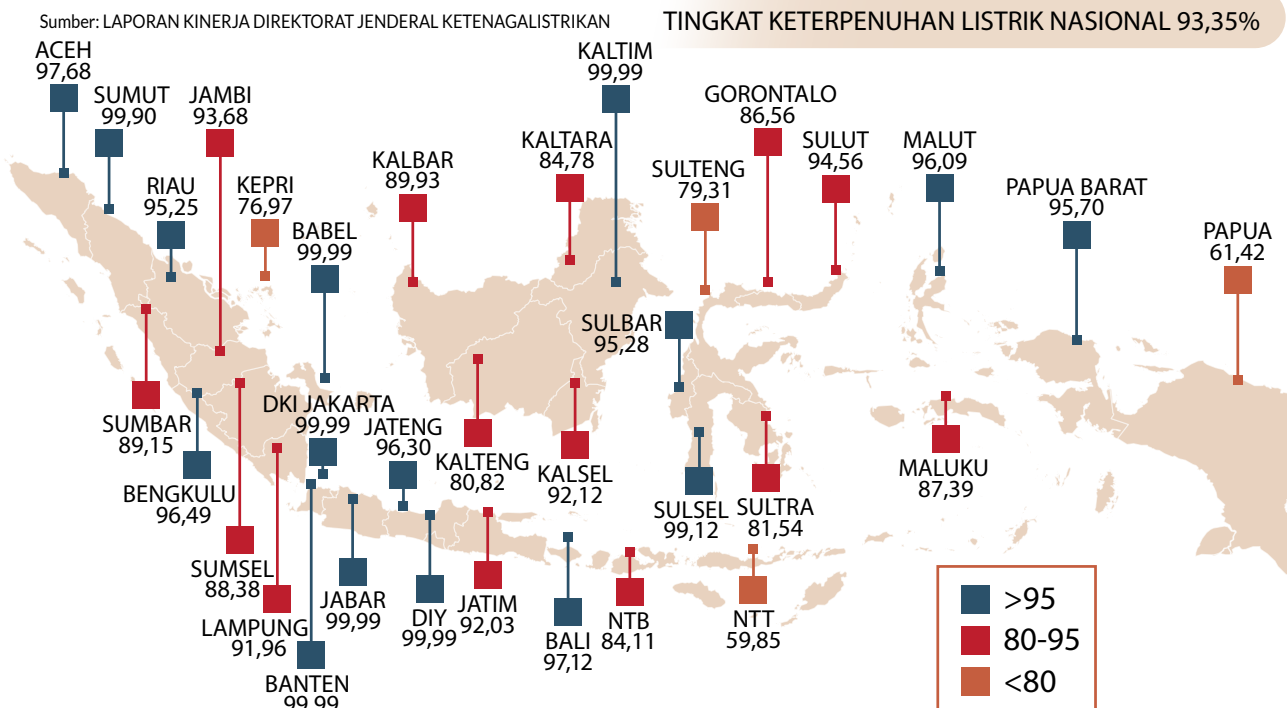 Sumber: LAPORAN KINERJA DIREKTORAT JENDERAL KETENAGALISTRIKAN
TINGKAT KETERPENUHAN LISTRIK NASIONAL 93,35%
ACEH
97,68
SUMUT
99,90
JAMBI
93,68
RIAU
95,25
KEPRI
76,97
BABEL
99,99
KALBAR
89,93
KALTARA
84,78
KALTIM
99,99
SULTENG
79,31
GORONTALO
86,56
SULUT
94,56
MALUT
96,09
PAPUA BARAT
95,70
PAPUA
61,42
SULBAR
95,28
SUMBAR
89,15
BENGKULU
96,49
SUMSEL
88,38
LAMPUNG
91,96
BANTEN
99,99
DKI JAKARTA
99,99
JATENG
96,30
JABAR
99,99
DIY
99,99
JATIM
92,03
BALI
97,12
NTB
84,11
NTT
59,85
KALTENG
80,82
KALSEL
92,12
SULSEL
99,12
SULTRA
81,54
MALUKU
87,39
>95
80-95
<80